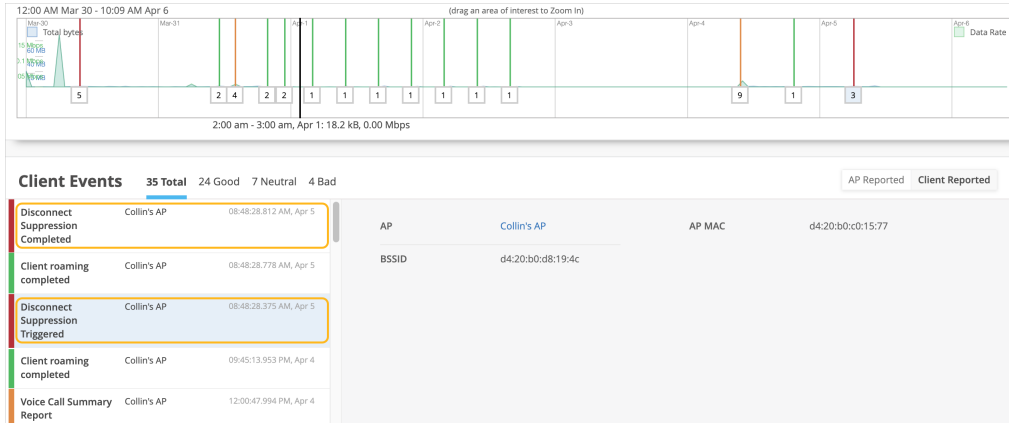 12:00 AM Mar 30 - 10:09 AM Apr 6
(drag an area of interest to Zoom In)
Mar-30 Mar-31 Apr-1 Apr-2 Apr-3 Apr-4 Apr-5 Apr-6
Total bytes
Data Rate
60 MB
5 2 4 2 2 1 1 1 1 1 1 1 9 1 3
2:00 am - 3:00 am, Apr 1: 18.2 kB, 0.00 Mbps
Client Events 35 Total 24 Good 7 Neutral 4 Bad
AP Reported Client Reported
Disconnect Suppression Completed
Collin's AP
08:48:28.812 AM, Apr 5
Client roaming completed
Collin's AP
08:48:28.778 AM, Apr 5
Disconnect Suppression Triggered
Collin's AP
08:48:28.375 AM, Apr 5
Client roaming completed
Collin's AP
09:45:13.953 PM, Apr 4
Voice Call Summary Report
Collin's AP
12:00:47.994 PM, Apr 4
AP Collin's AP AP MAC d4:20:b0:c0:15:77
BSSID d4:20:b0:d8:19:4c